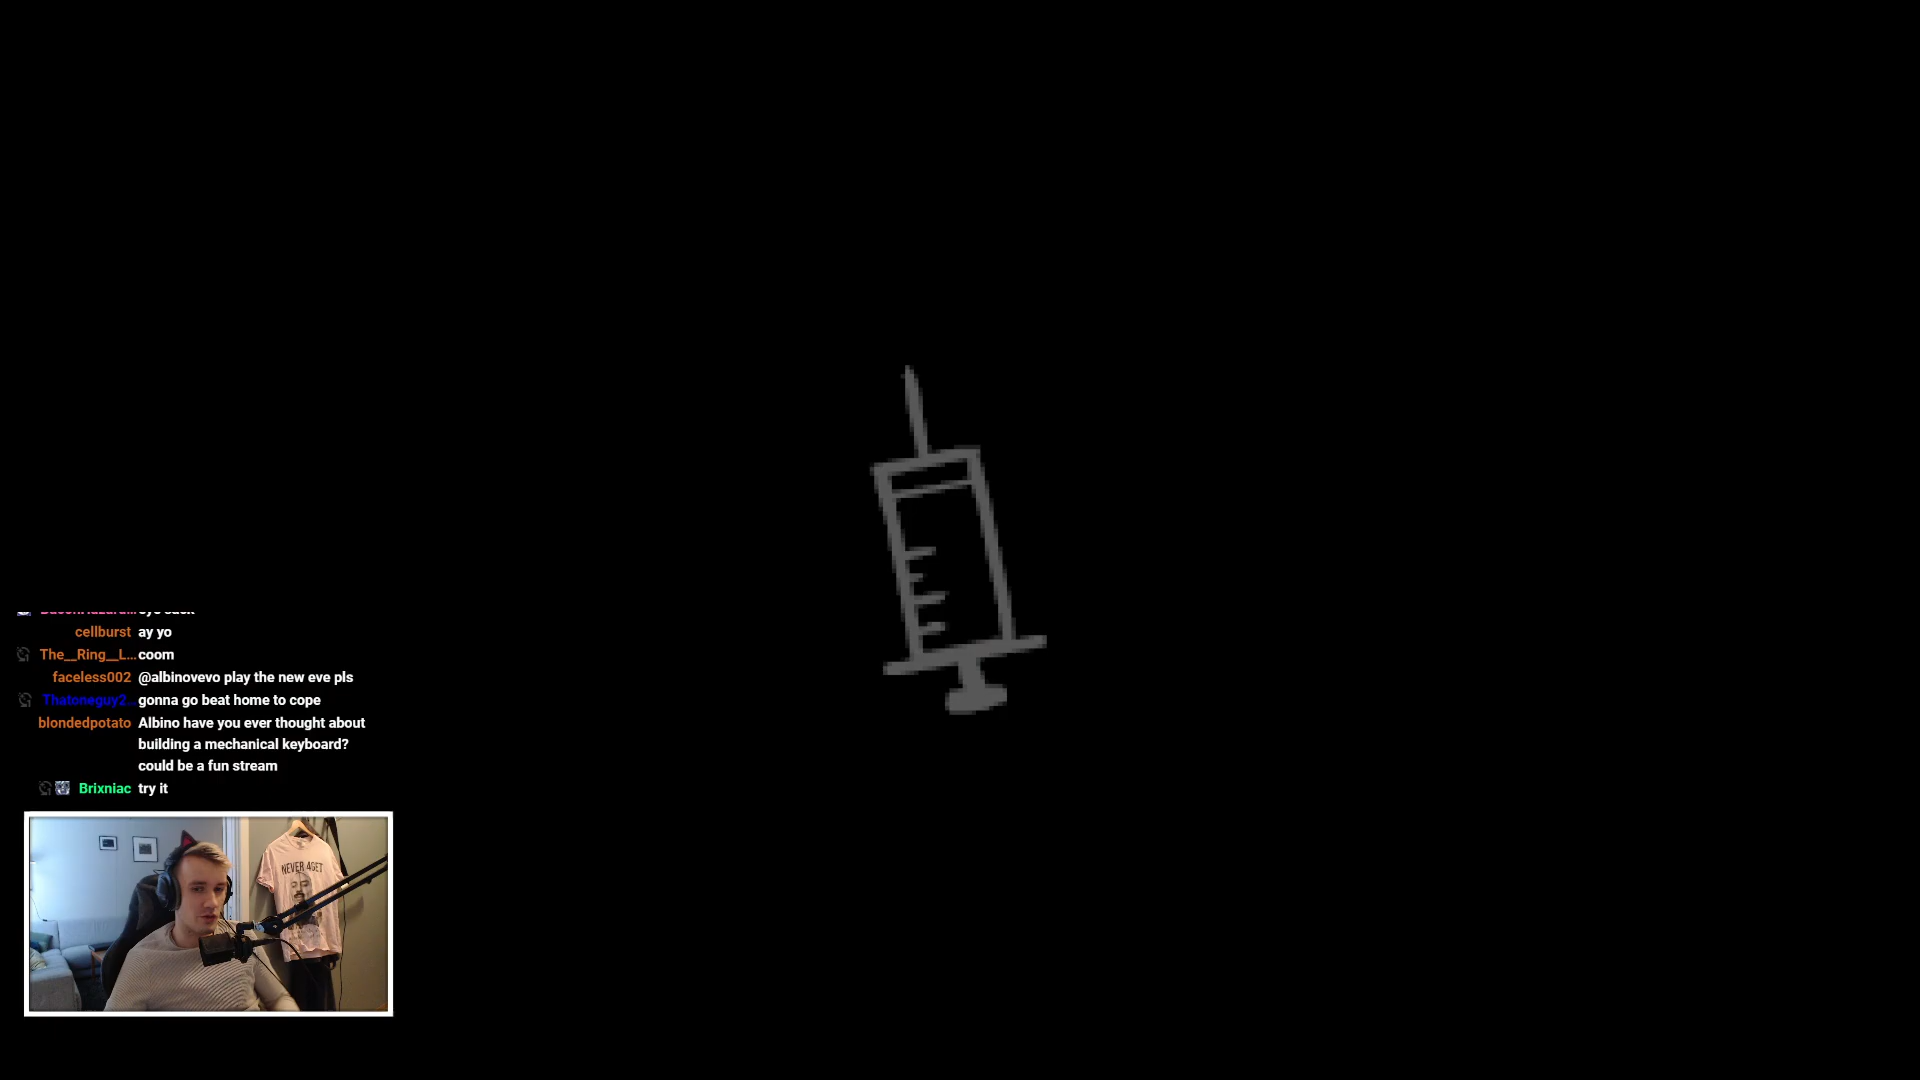 cellburst ay yo
The__Ring__L... coom
faceless002 @albinovevo play the new eve pls
Thatoneguy2... gonna go beat home to cope
blondedpotato Albino have you ever thought about
building a mechanical keyboard?
could be a fun stream
Brixniac try it
NEVER 4GET